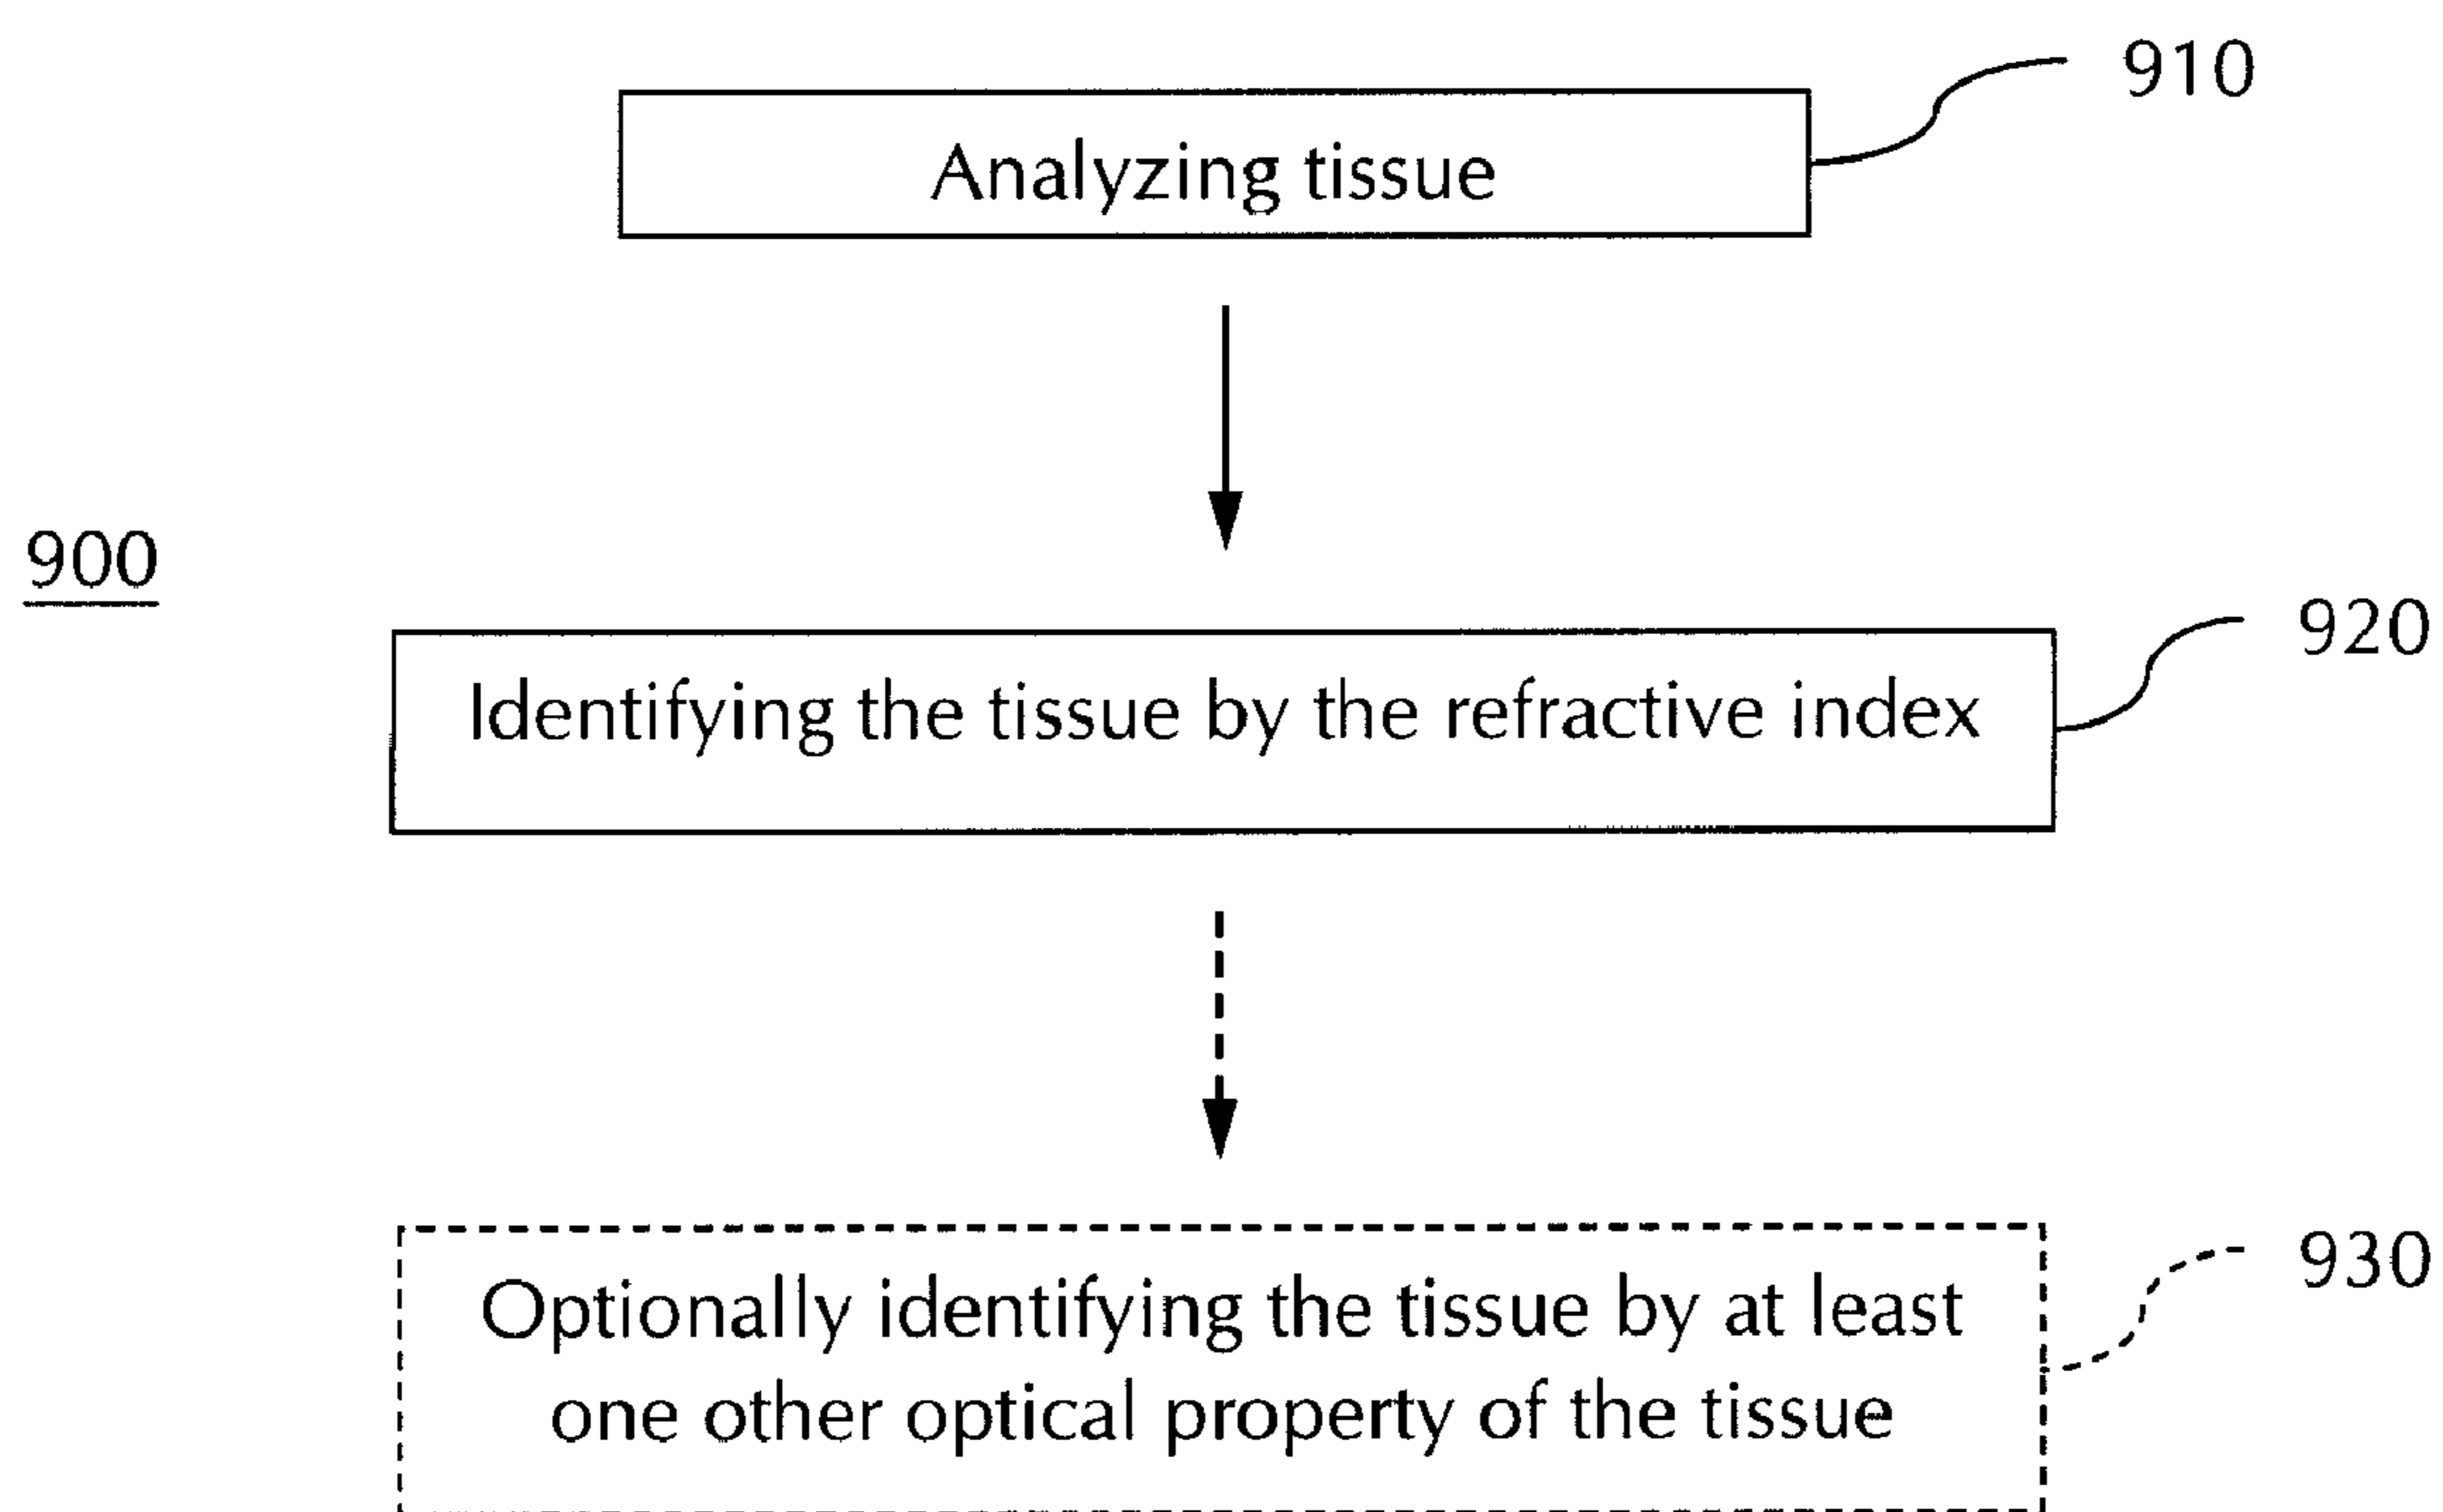 910
Analyzing tissue
900
920
Identifying the tissue by the refractive index
930
Optionally identifying the tissue by at least
one other optical property of the tissue